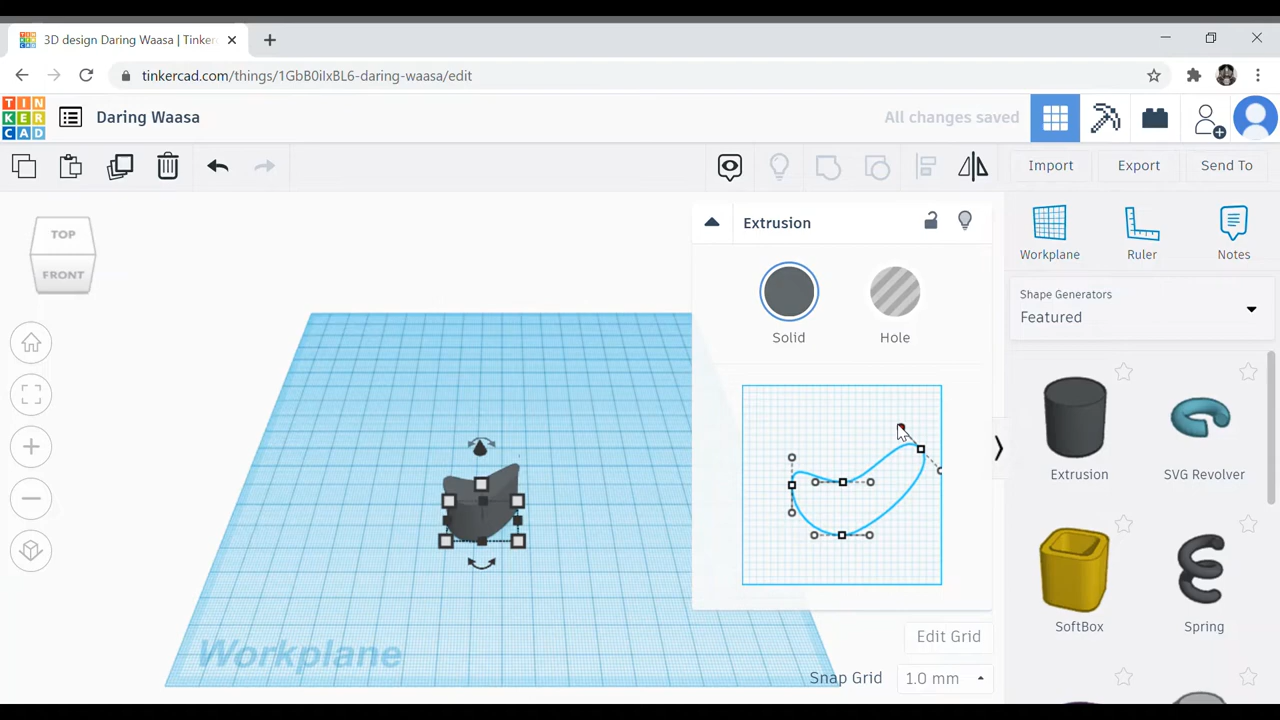 3D design Daring Waasa | Tinker
tinkercad.com/things/1GbB0iIxBL6-daring-waasa/edit
TIN
KER
CAD
Daring Waasa
All changes saved
Import
Export
Send To
TOP
FRONT
Extrusion
Solid
Hole
Workplane
Ruler
Notes
Shape Generators
Featured
Extrusion
SVG Revolver
SoftBox
Spring
Workplane
Edit Grid
Snap Grid
1.0 mm